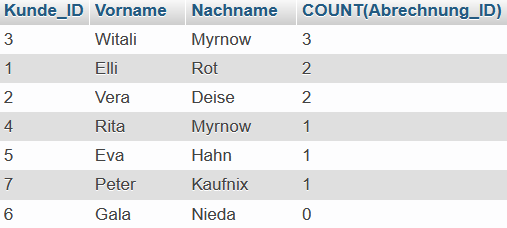 Kunde_ID Vorname Nachname COUNT(Abrechnung_ID)
3 Witali Myrnow 3
1 Elli Rot 2
2 Vera Deise 2
4 Rita Myrnow 1
5 Eva Hahn 1
7 Peter Kaufnix 1
6 Gala Nieda 0